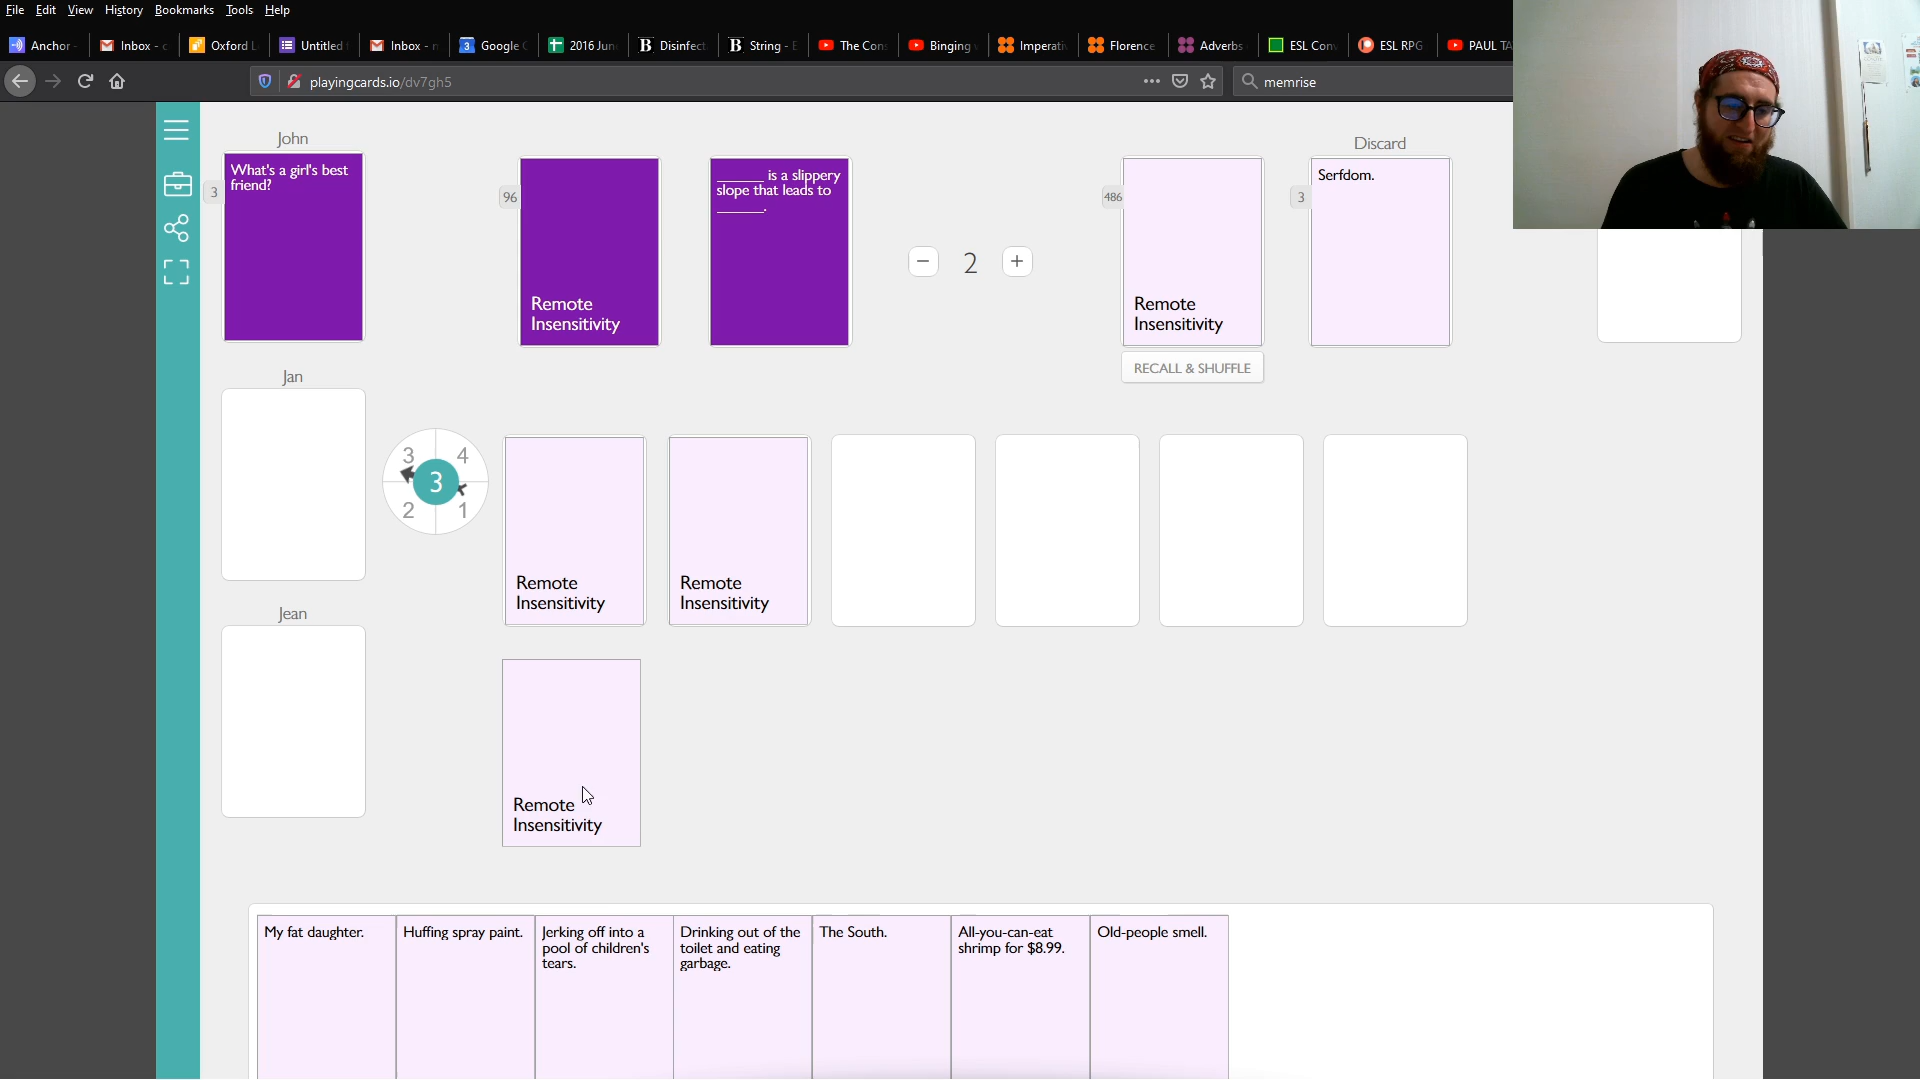 File Edit View History Bookmarks Tools Help
Anchor - Inbox - c Oxford L Untitled f Inbox - n Google C 2016 Jun Disinfect String - E The Cons Binging w Imperati Florence Adverbs ESL Con ESL RPG PAUL TA
playingcards.io/dv7gh5
memrise
John
Discard
3
What's a girl's best
friend?
96
Remote
Insensitivity
______ is a slippery
slope that leads to
______.
− 2 +
486
Remote
Insensitivity
RECALL & SHUFFLE
3
Serfdom.
Jan
3 4
3
2 1
Remote
Insensitivity
Remote
Insensitivity
Jean
Remote
Insensitivity
My fat daughter.
Huffing spray paint.
Jerking off into a
pool of children's
tears.
Drinking out of the
toilet and eating
garbage.
The South.
All-you-can-eat
shrimp for $8.99.
Old-people smell.